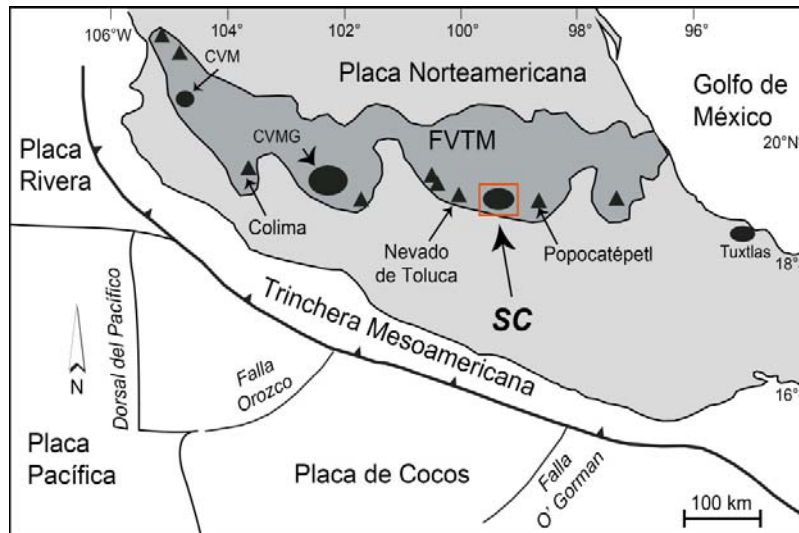 106°W
104°
102°
100°
98°
96°
CVM
Placa Norteamericana
Golfo de
México
20°N
CVMG
FVTM
Placa
Rivera
Colima
Nevado
de Toluca
Popocatépetl
Tuxtlas
18°
SC
Dorsal del Pacífico
Trinchera Mesoamericana
N
Falla
Orozco
16°
Placa
Pacífica
Placa de Cocos
Falla
O' Gorman
100 km